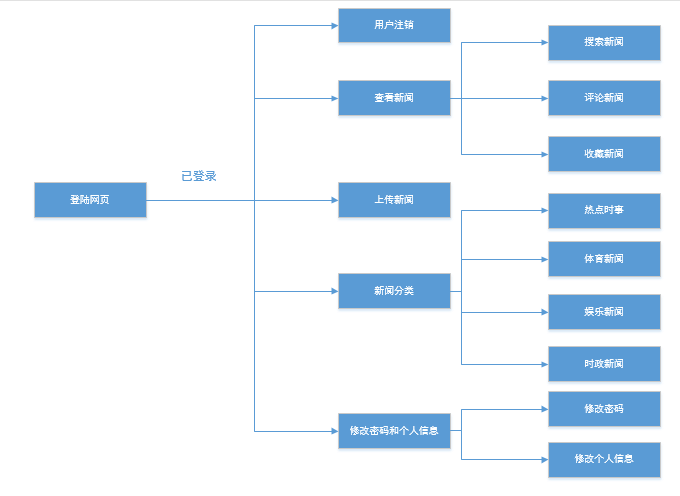 用户注销
搜索新闻
查看新闻
评论新闻
收藏新闻
已登录
登陆网页
上传新闻
热点时事
体育新闻
新闻分类
娱乐新闻
时政新闻
修改密码
修改密码和个人信息
修改个人信息